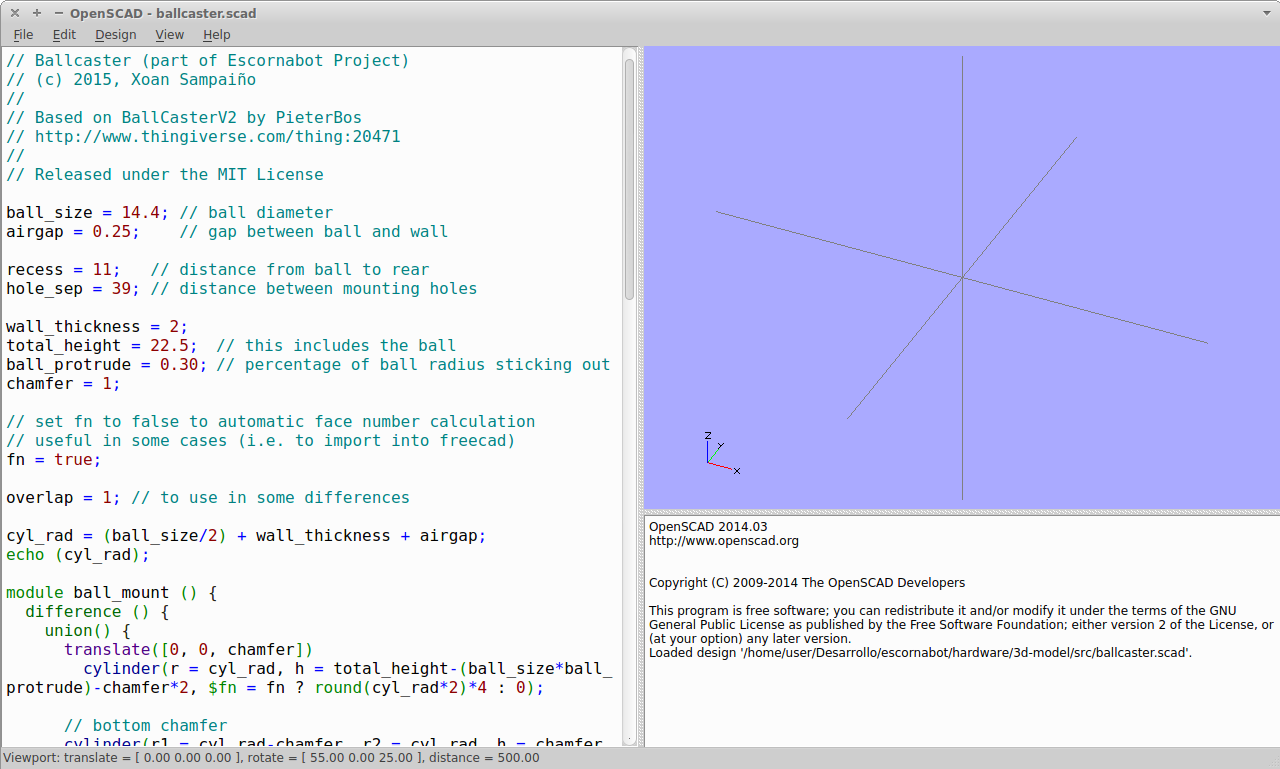 OpenSCAD - ballcaster.scad
File Edit Design View Help
// Ballcaster (part of Escornabot Project)
// (c) 2015, Xoan Sampaiño
//
// Based on BallCasterV2 by PieterBos
// http://www.thingiverse.com/thing:20471
//
// Released under the MIT License
ball_size = 14.4; // ball diameter
airgap = 0.25;    // gap between ball and wall
recess = 11;   // distance from ball to rear
hole_sep = 39; // distance between mounting holes
wall_thickness = 2;
total_height = 22.5;  // this includes the ball
ball_protrude = 0.30; // percentage of ball radius sticking out
chamfer = 1;
// set fn to false to automatic face number calculation
// useful in some cases (i.e. to import into freecad)
fn = true;
overlap = 1; // to use in some differences
cyl_rad = (ball_size/2) + wall_thickness + airgap;
echo (cyl_rad);
module ball_mount () {
  difference () {
    union() {
      translate([0, 0, chamfer])
        cylinder(r = cyl_rad, h = total_height-(ball_size*ball_
protrude)-chamfer*2, $fn = fn ? round(cyl_rad*2)*4 : 0);
      // bottom chamfer
      cylinder(r1 = cyl_rad-chamfer, r2 = cyl_rad, h = chamfer,
Z
Y
X
OpenSCAD 2014.03
http://www.openscad.org
Copyright (C) 2009-2014 The OpenSCAD Developers
This program is free software; you can redistribute it and/or modify it under the terms of the GNU
General Public License as published by the Free Software Foundation; either version 2 of the License, or
(at your option) any later version.
Loaded design '/home/user/Desarrollo/escornabot/hardware/3d-model/src/ballcaster.scad'.
Viewport: translate = [ 0.00 0.00 0.00 ], rotate = [ 55.00 0.00 25.00 ], distance = 500.00